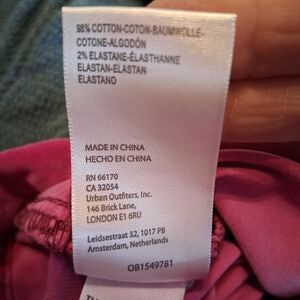 98% COTTON-COTON-BAUMWOLLE-
COTONE-ALGODÓN
2% ELASTANE-ÉLASTHANNE
ELASTAN-ELASTAN
ELASTANO
MADE IN CHINA
HECHO EN CHINA
RN 66170
CA 32054
Urban Outfitters, Inc.
146 Brick Lane,
LONDON E1 6RU
Leidsestraat 32, 1017 PB
Amsterdam, Netherlands
OB1549781